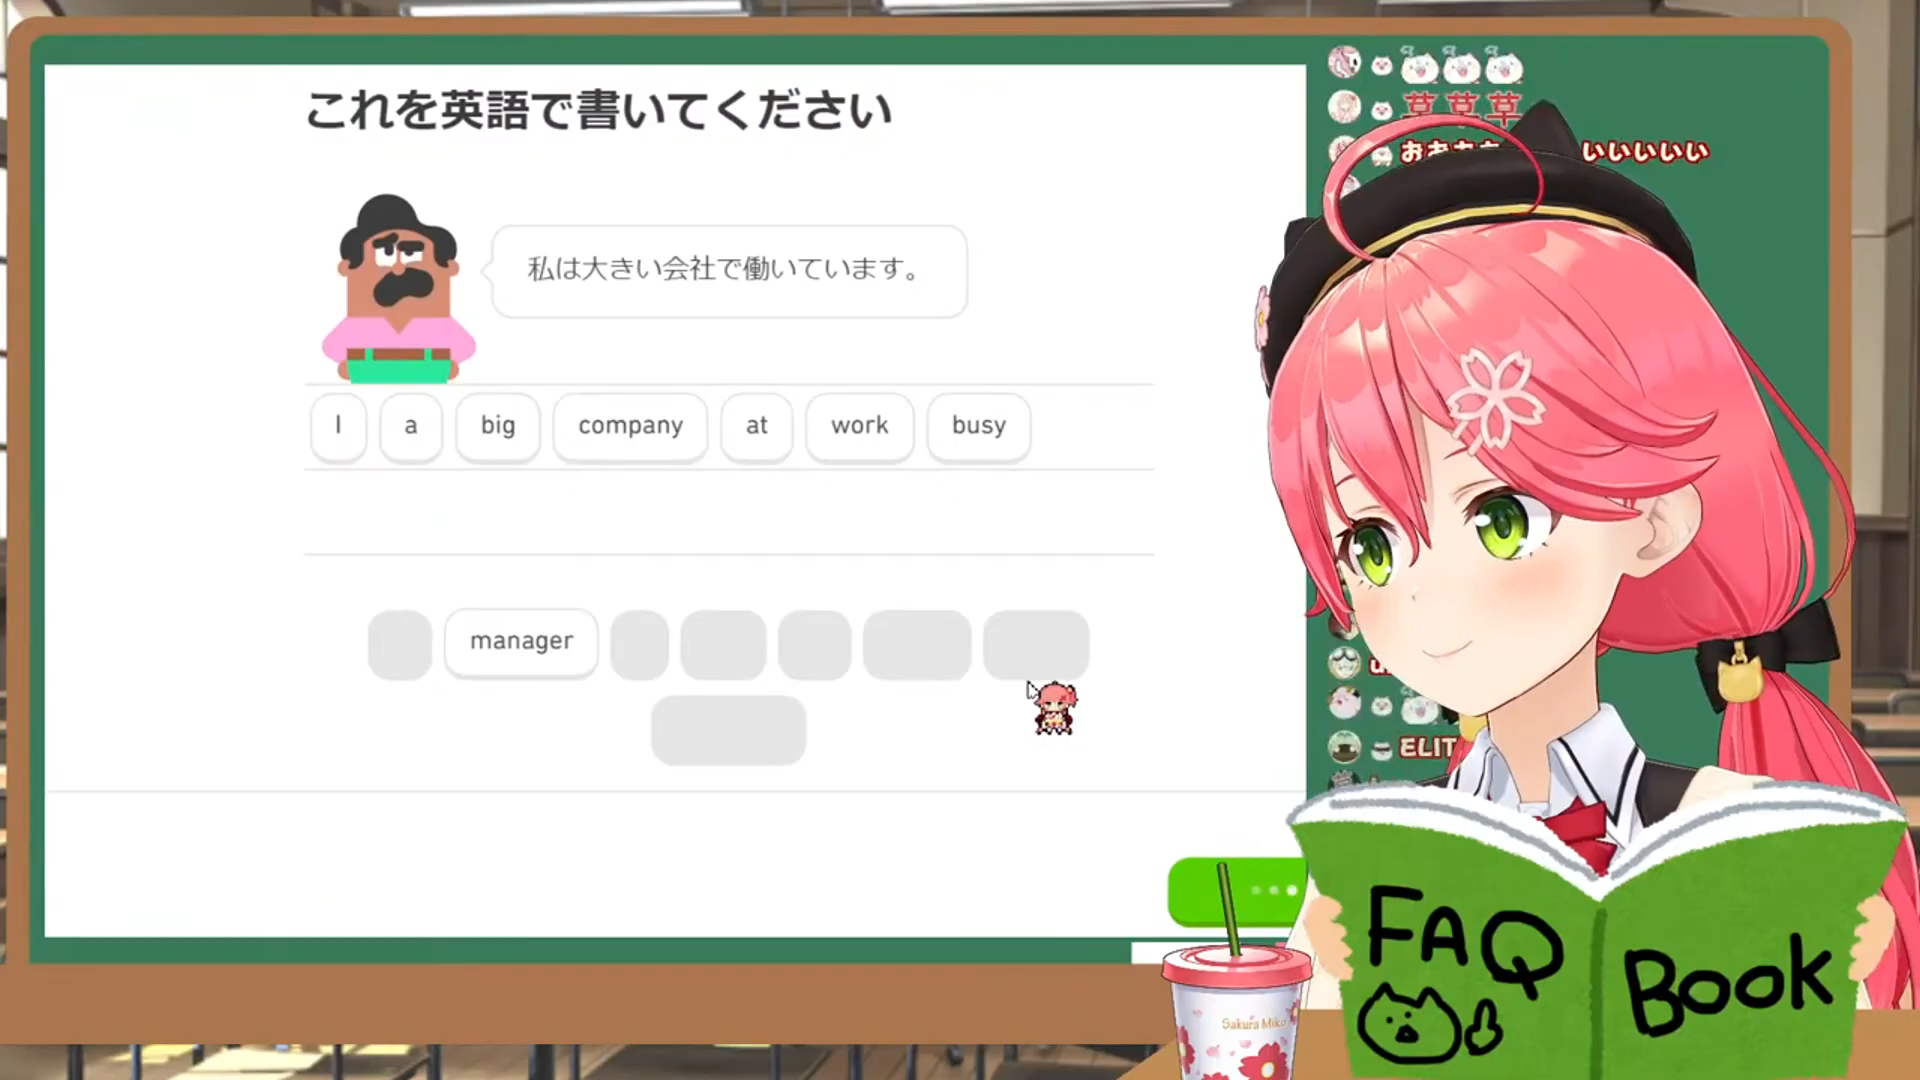 これを英語で書いてください
私は大きい会社で働いています。
I a big company at work busy
manager
草草草
いいいいい
ELIT
Sakura Miko
FAQ Book